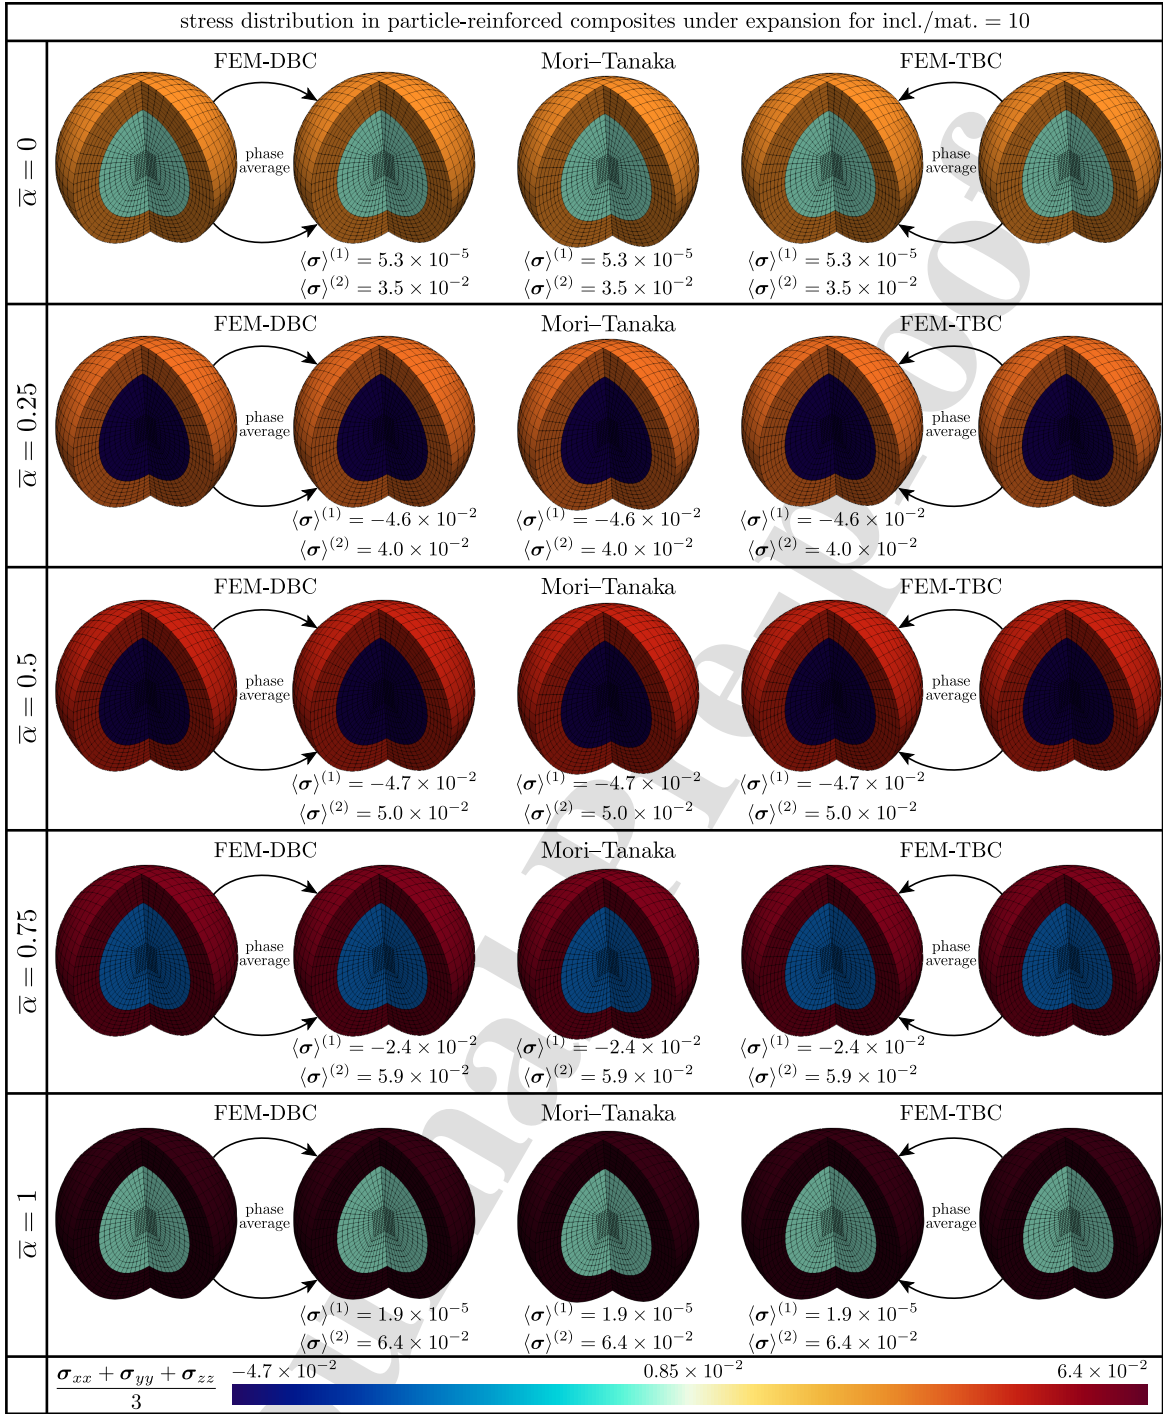 stress distribution in particle-reinforced composites under expansion for incl./mat. = 10
α̅ = 0
FEM-DBC Mori–Tanaka FEM-TBC
phase average phase average
⟨σ⟩⁽¹⁾ = 5.3 × 10⁻⁵ ⟨σ⟩⁽¹⁾ = 5.3 × 10⁻⁵ ⟨σ⟩⁽¹⁾ = 5.3 × 10⁻⁵
⟨σ⟩⁽²⁾ = 3.5 × 10⁻² ⟨σ⟩⁽²⁾ = 3.5 × 10⁻² ⟨σ⟩⁽²⁾ = 3.5 × 10⁻²
α̅ = 0.25
FEM-DBC Mori–Tanaka FEM-TBC
phase average phase average
⟨σ⟩⁽¹⁾ = −4.6 × 10⁻² ⟨σ⟩⁽¹⁾ = −4.6 × 10⁻² ⟨σ⟩⁽¹⁾ = −4.6 × 10⁻²
⟨σ⟩⁽²⁾ = 4.0 × 10⁻² ⟨σ⟩⁽²⁾ = 4.0 × 10⁻² ⟨σ⟩⁽²⁾ = 4.0 × 10⁻²
α̅ = 0.5
FEM-DBC Mori–Tanaka FEM-TBC
phase average phase average
⟨σ⟩⁽¹⁾ = −4.7 × 10⁻² ⟨σ⟩⁽¹⁾ = −4.7 × 10⁻² ⟨σ⟩⁽¹⁾ = −4.7 × 10⁻²
⟨σ⟩⁽²⁾ = 5.0 × 10⁻² ⟨σ⟩⁽²⁾ = 5.0 × 10⁻² ⟨σ⟩⁽²⁾ = 5.0 × 10⁻²
α̅ = 0.75
FEM-DBC Mori–Tanaka FEM-TBC
phase average phase average
⟨σ⟩⁽¹⁾ = −2.4 × 10⁻² ⟨σ⟩⁽¹⁾ = −2.4 × 10⁻² ⟨σ⟩⁽¹⁾ = −2.4 × 10⁻²
⟨σ⟩⁽²⁾ = 5.9 × 10⁻² ⟨σ⟩⁽²⁾ = 5.9 × 10⁻² ⟨σ⟩⁽²⁾ = 5.9 × 10⁻²
α̅ = 1
FEM-DBC Mori–Tanaka FEM-TBC
phase average phase average
⟨σ⟩⁽¹⁾ = 1.9 × 10⁻⁵ ⟨σ⟩⁽¹⁾ = 1.9 × 10⁻⁵ ⟨σ⟩⁽¹⁾ = 1.9 × 10⁻⁵
⟨σ⟩⁽²⁾ = 6.4 × 10⁻² ⟨σ⟩⁽²⁾ = 6.4 × 10⁻² ⟨σ⟩⁽²⁾ = 6.4 × 10⁻²
σxx + σyy + σzz −4.7 × 10⁻² 0.85 × 10⁻² 6.4 × 10⁻²
3